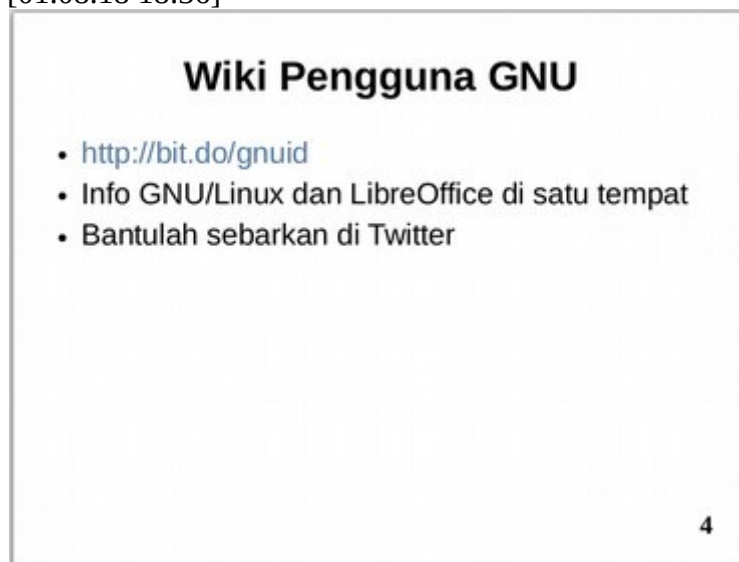 Wiki Pengguna GNU
• http://bit.do/gnuid
• Info GNU/Linux dan LibreOffice di satu tempat
• Bantulah sebarkan di Twitter
4